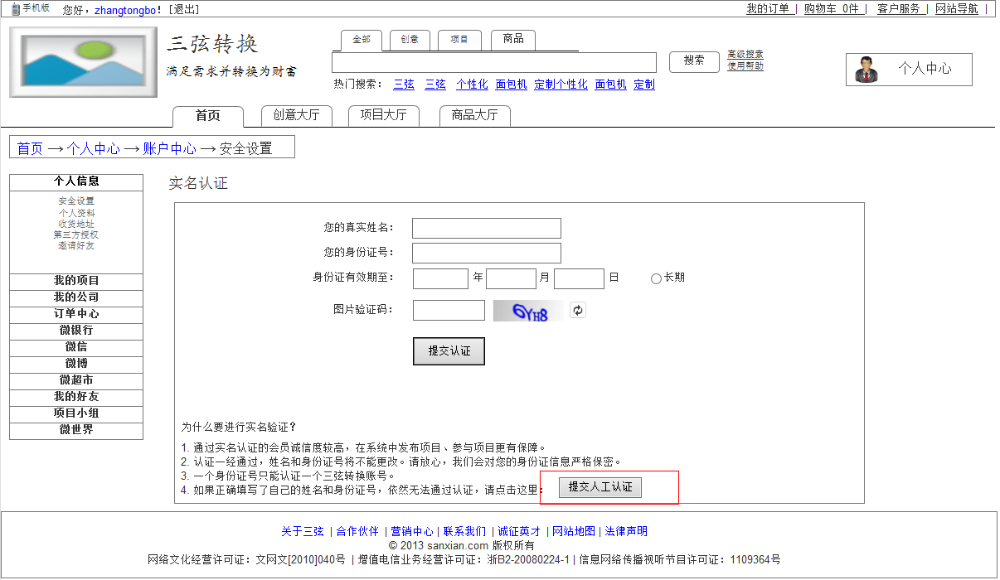 手机版 您好，zhangtongbo！[退出] 我的订单 | 购物车 0件 | 客户服务 | 网站导航 |
三弦转换
满足需求并转换为财富
全部 创意 项目 商品
搜索
高级搜索
使用帮助
个人中心
热门搜索： 三弦 三弦 个性化 面包机 定制个性化 面包机 定制
首页 创意大厅 项目大厅 商品大厅
首页 → 个人中心 → 账户中心 → 安全设置
个人信息
安全设置
个人资料
收货地址
第三方授权
邀请好友
我的项目
我的公司
订单中心
微银行
微信
微博
微超市
我的好友
项目小组
微世界
实名认证
您的真实姓名：
您的身份证号：
身份证有效期至： 年 月 日 长期
图片验证码： 6YH8
提交认证
为什么要进行实名验证？
1. 通过实名认证的会员诚信度较高，在系统中发布项目、参与项目更有保障。
2. 认证一经通过，姓名和身份证号将不能更改。请放心，我们会对您的身份证信息严格保密。
3. 一个身份证号只能认证一个三弦转换账号。
4. 如果正确填写了自己的姓名和身份证号，依然无法通过认证，请点击这里： 提交人工认证
关于三弦 | 合作伙伴 | 营销中心 | 联系我们 | 诚征英才 | 网站地图 | 法律声明
© 2013 sanxian.com 版权所有
网络文化经营许可证：文网文[2010]040号 | 增值电信业务经营许可证：浙B2-20080224-1 | 信息网络传播视听节目许可证：1109364号